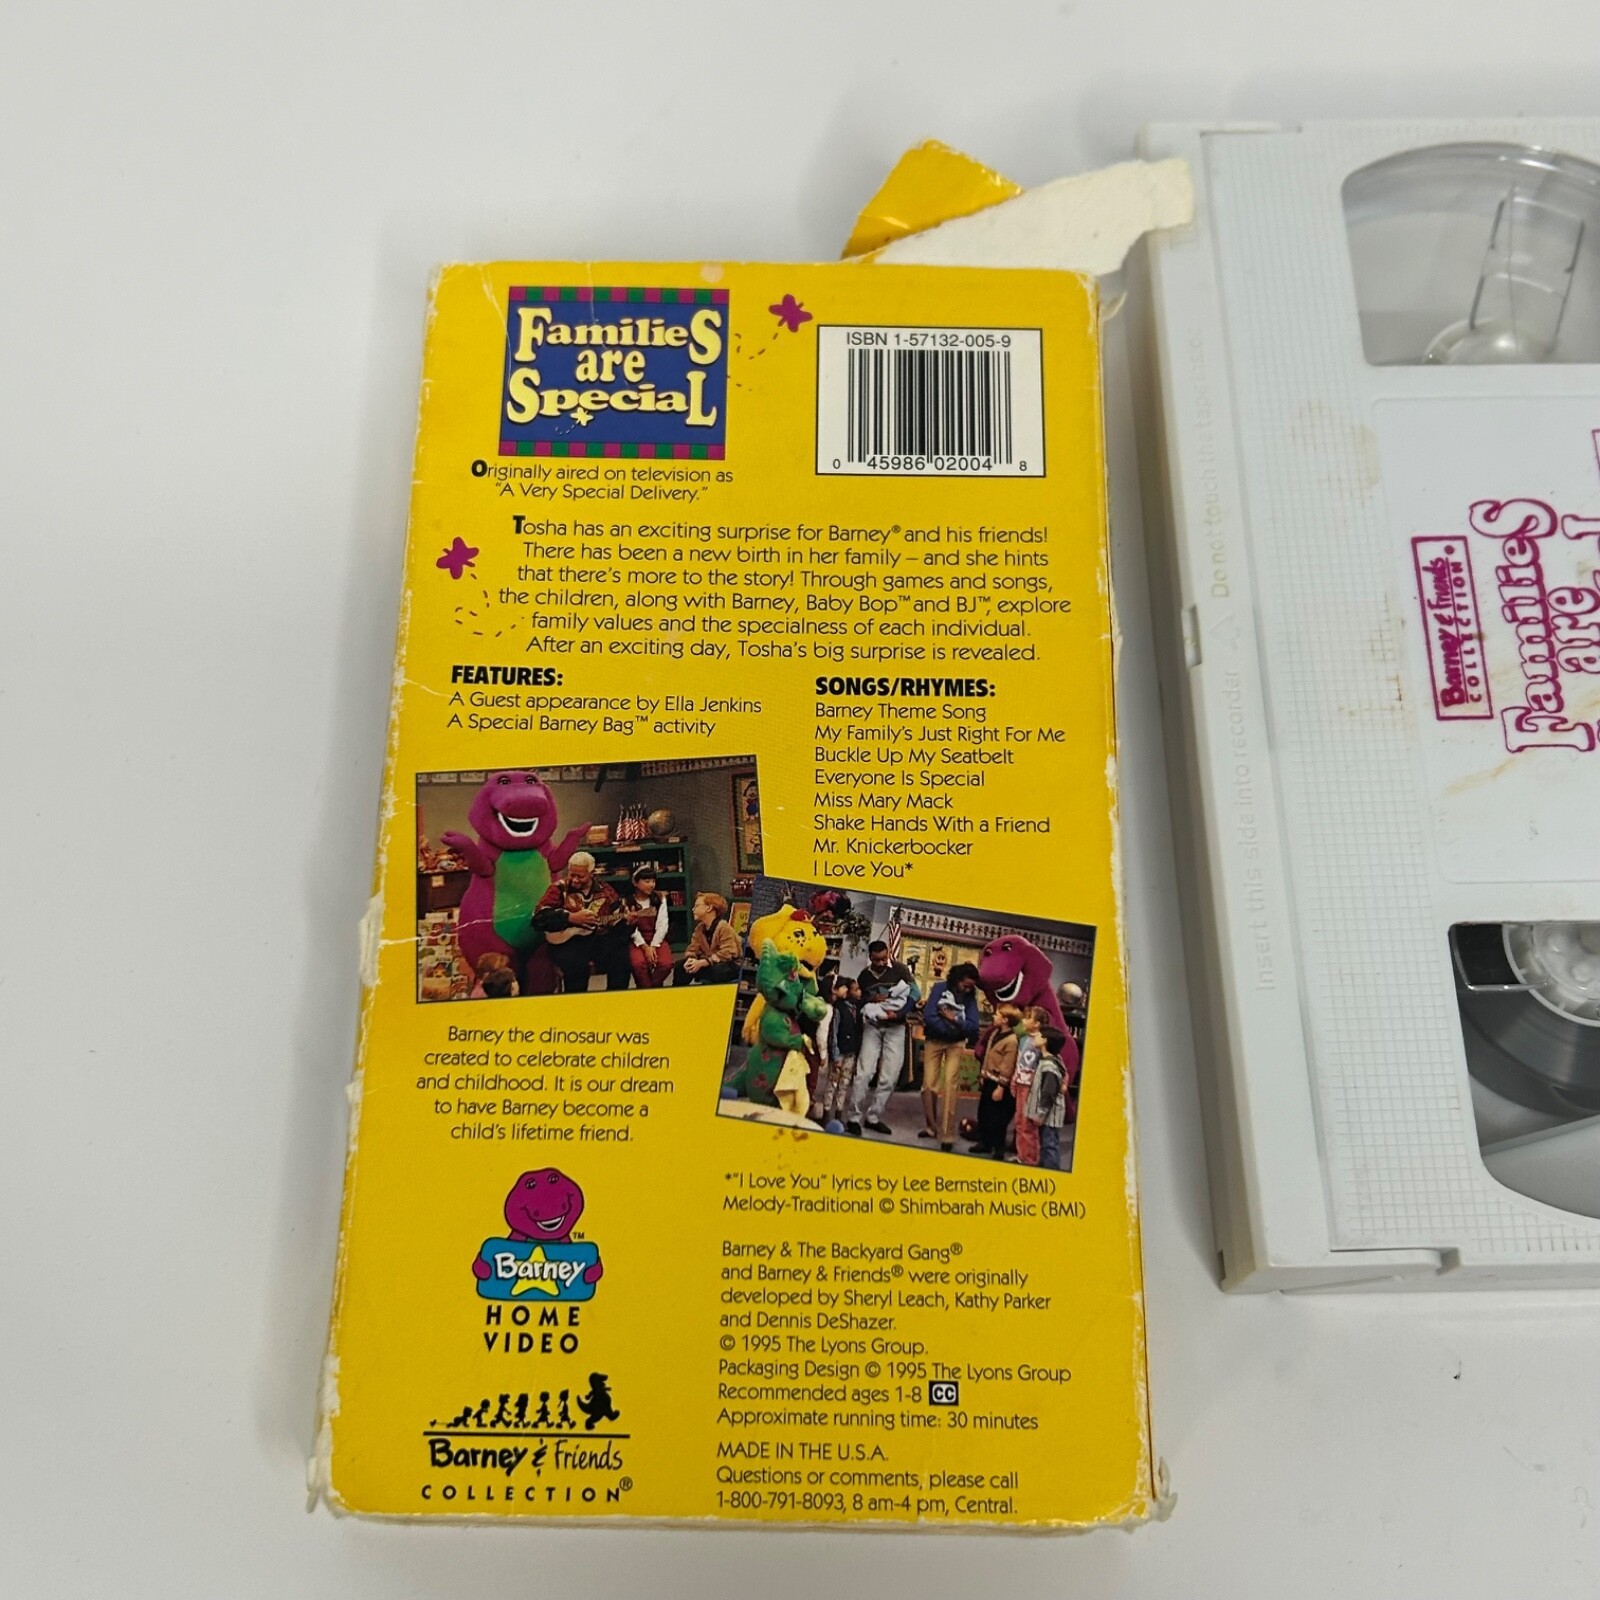 FamilieS
are
SpeciaL
ISBN 1-57132-005-9
0 45986 02004 8
Originally aired on television as
"A Very Special Delivery."
Tosha has an exciting surprise for Barney® and his friends!
There has been a new birth in her family – and she hints
that there's more to the story! Through games and songs,
the children, along with Barney, Baby Bop™ and BJ™, explore
family values and the specialness of each individual.
After an exciting day, Tosha's big surprise is revealed.
FEATURES:
A Guest appearance by Ella Jenkins
A Special Barney Bag™ activity
SONGS/RHYMES:
Barney Theme Song
My Family's Just Right For Me
Buckle Up My Seatbelt
Everyone Is Special
Miss Mary Mack
Shake Hands With a Friend
Mr. Knickerbocker
I Love You*
Barney the dinosaur was
created to celebrate children
and childhood. It is our dream
to have Barney become a
child's lifetime friend.
*"I Love You" lyrics by Lee Bernstein (BMI)
Melody-Traditional © Shimbarah Music (BMI)
Barney™
HOME
VIDEO
Barney & Friends
COLLECTION®
Barney & The Backyard Gang®
and Barney & Friends® were originally
developed by Sheryl Leach, Kathy Parker
and Dennis DeShazer.
© 1995 The Lyons Group.
Packaging Design © 1995 The Lyons Group
Recommended ages 1-8 CC
Approximate running time: 30 minutes
MADE IN THE U.S.A.
Questions or comments, please call
1-800-791-8093, 8 am-4 pm, Central.
Insert this side into recorder
Do not touch the tape inside
Barney & Friends
COLLECTION
FamilieS
are